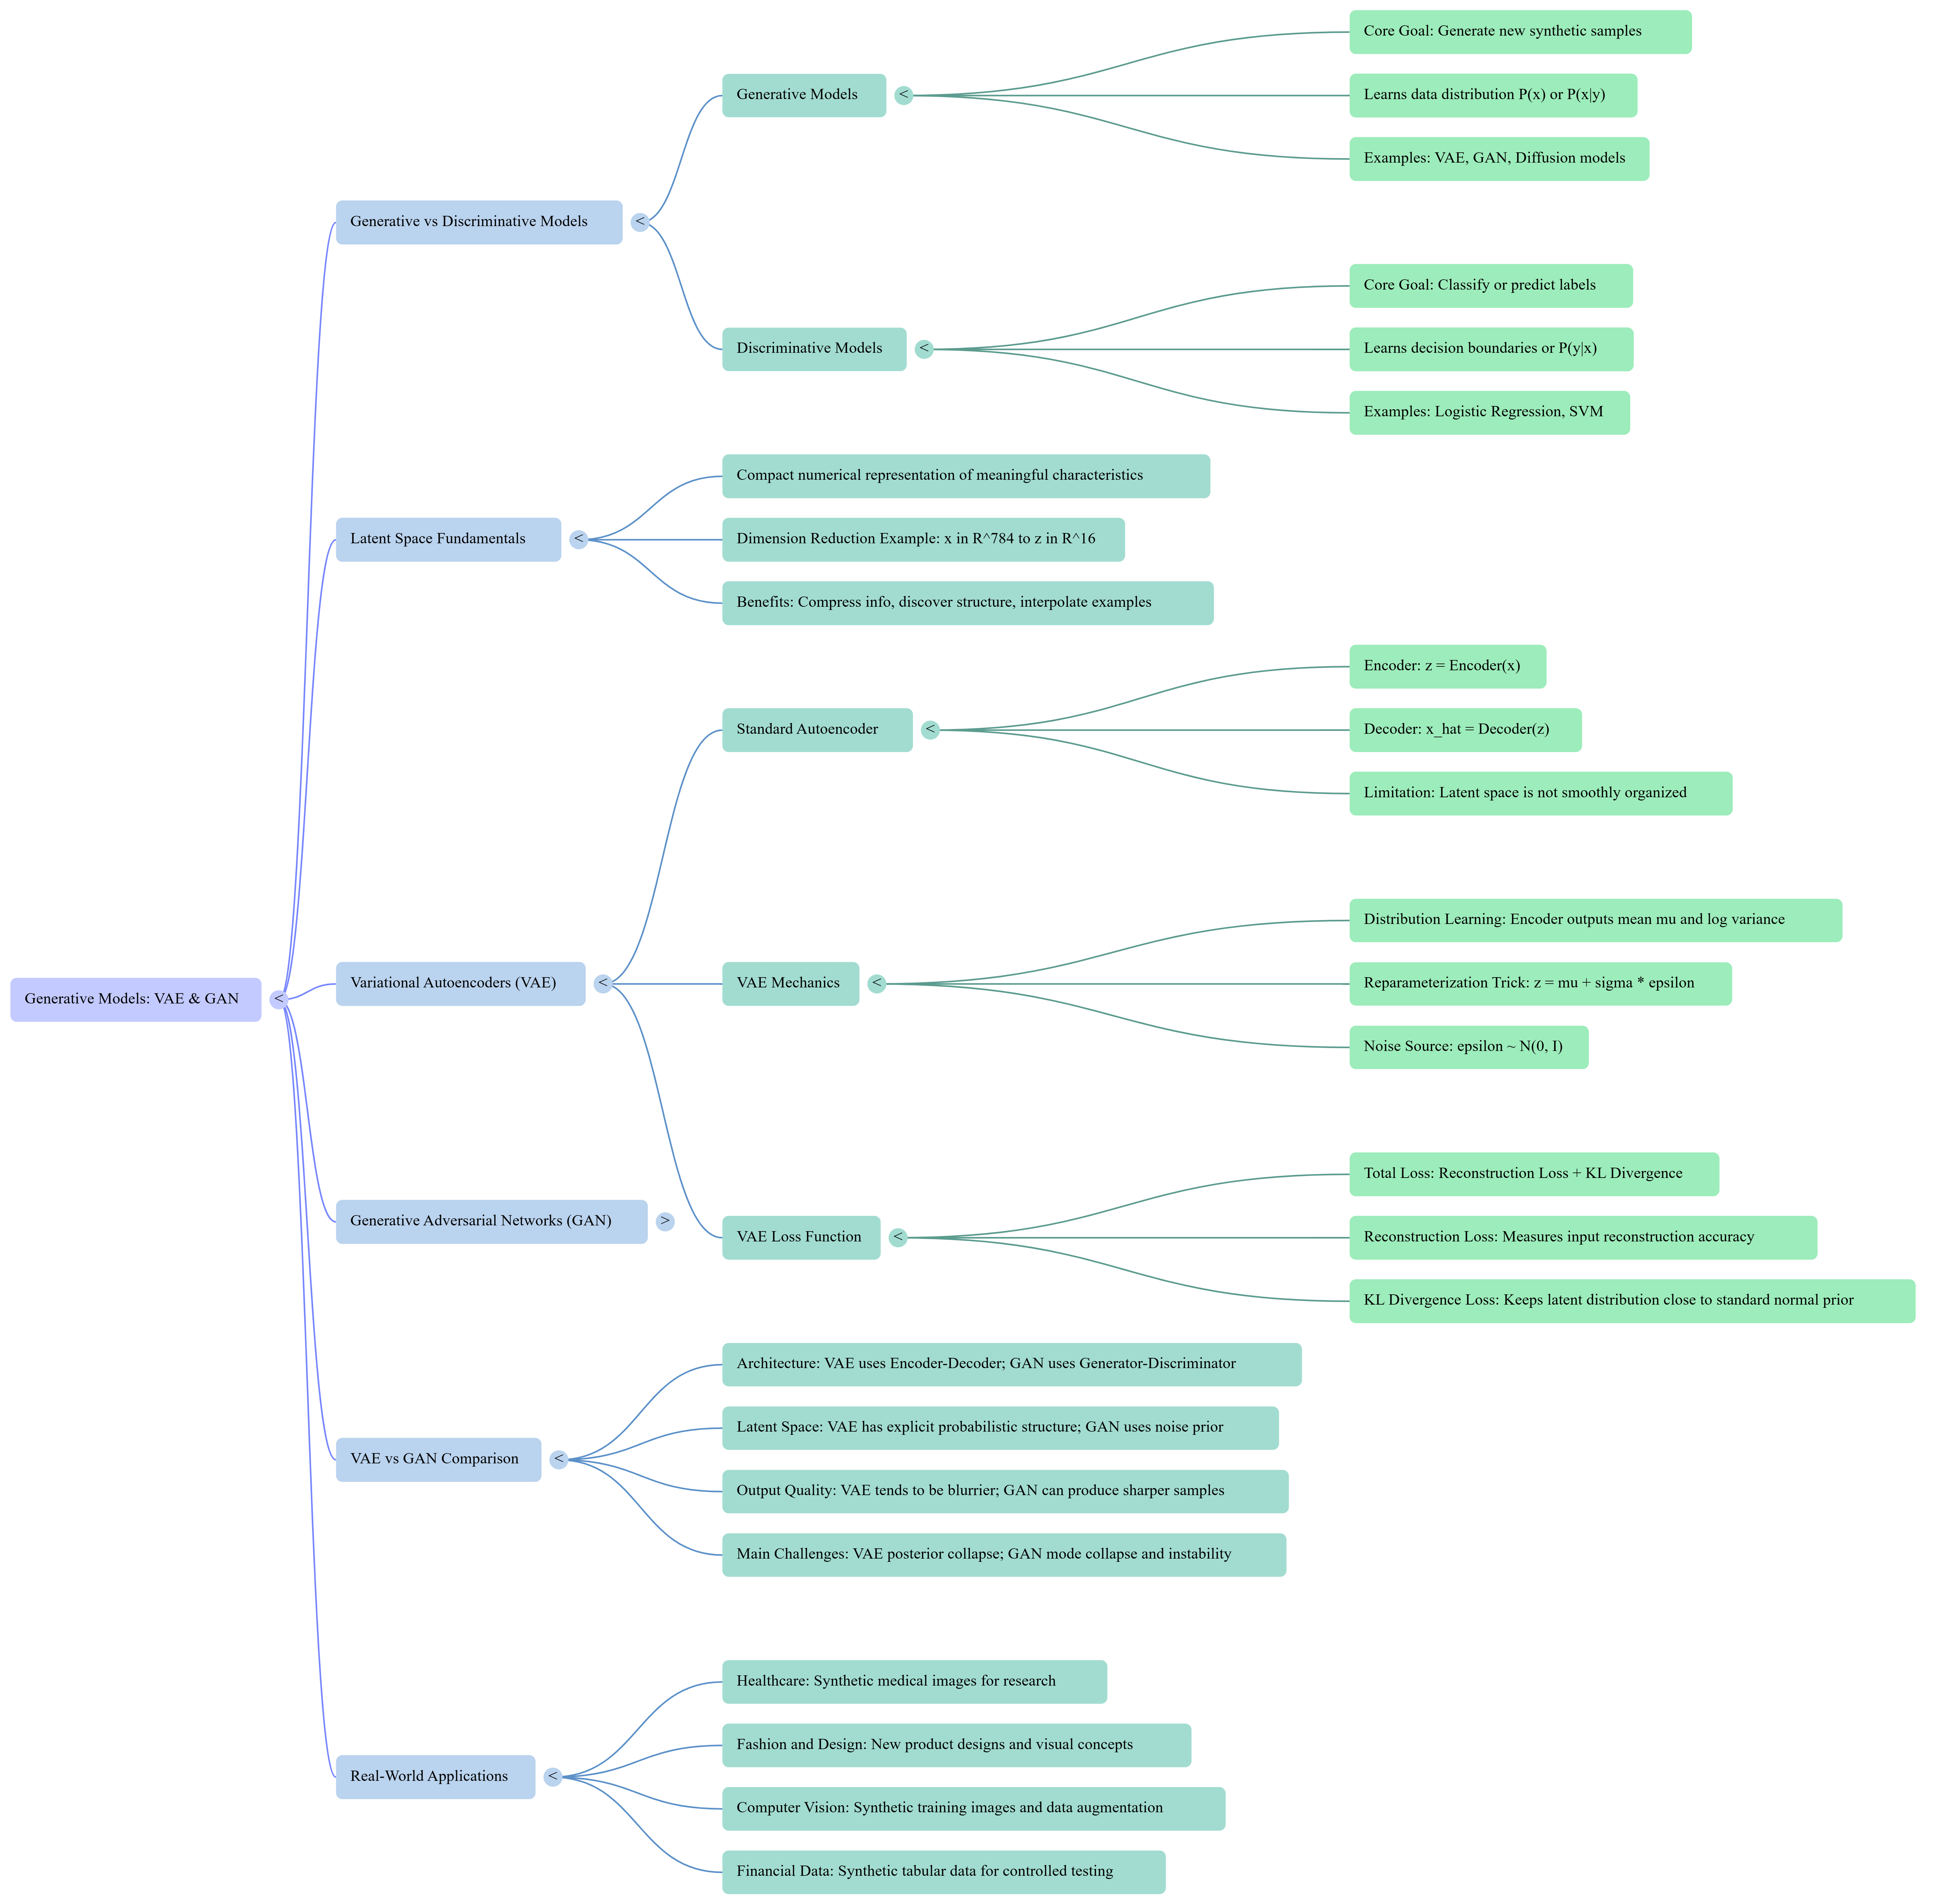 Generative Models: VAE & GAN
<
Generative vs Discriminative Models
<
Generative Models
<
Core Goal: Generate new synthetic samples
Learns data distribution P(x) or P(x|y)
Examples: VAE, GAN, Diffusion models
Discriminative Models
<
Core Goal: Classify or predict labels
Learns decision boundaries or P(y|x)
Examples: Logistic Regression, SVM
Latent Space Fundamentals
<
Compact numerical representation of meaningful characteristics
Dimension Reduction Example: x in R^784 to z in R^16
Benefits: Compress info, discover structure, interpolate examples
Variational Autoencoders (VAE)
<
Standard Autoencoder
<
Encoder: z = Encoder(x)
Decoder: x_hat = Decoder(z)
Limitation: Latent space is not smoothly organized
VAE Mechanics
<
Distribution Learning: Encoder outputs mean mu and log variance
Reparameterization Trick: z = mu + sigma * epsilon
Noise Source: epsilon ~ N(0, I)
VAE Loss Function
<
Total Loss: Reconstruction Loss + KL Divergence
Reconstruction Loss: Measures input reconstruction accuracy
KL Divergence Loss: Keeps latent distribution close to standard normal prior
Generative Adversarial Networks (GAN)
>
VAE vs GAN Comparison
<
Architecture: VAE uses Encoder-Decoder; GAN uses Generator-Discriminator
Latent Space: VAE has explicit probabilistic structure; GAN uses noise prior
Output Quality: VAE tends to be blurrier; GAN can produce sharper samples
Main Challenges: VAE posterior collapse; GAN mode collapse and instability
Real-World Applications
<
Healthcare: Synthetic medical images for research
Fashion and Design: New product designs and visual concepts
Computer Vision: Synthetic training images and data augmentation
Financial Data: Synthetic tabular data for controlled testing